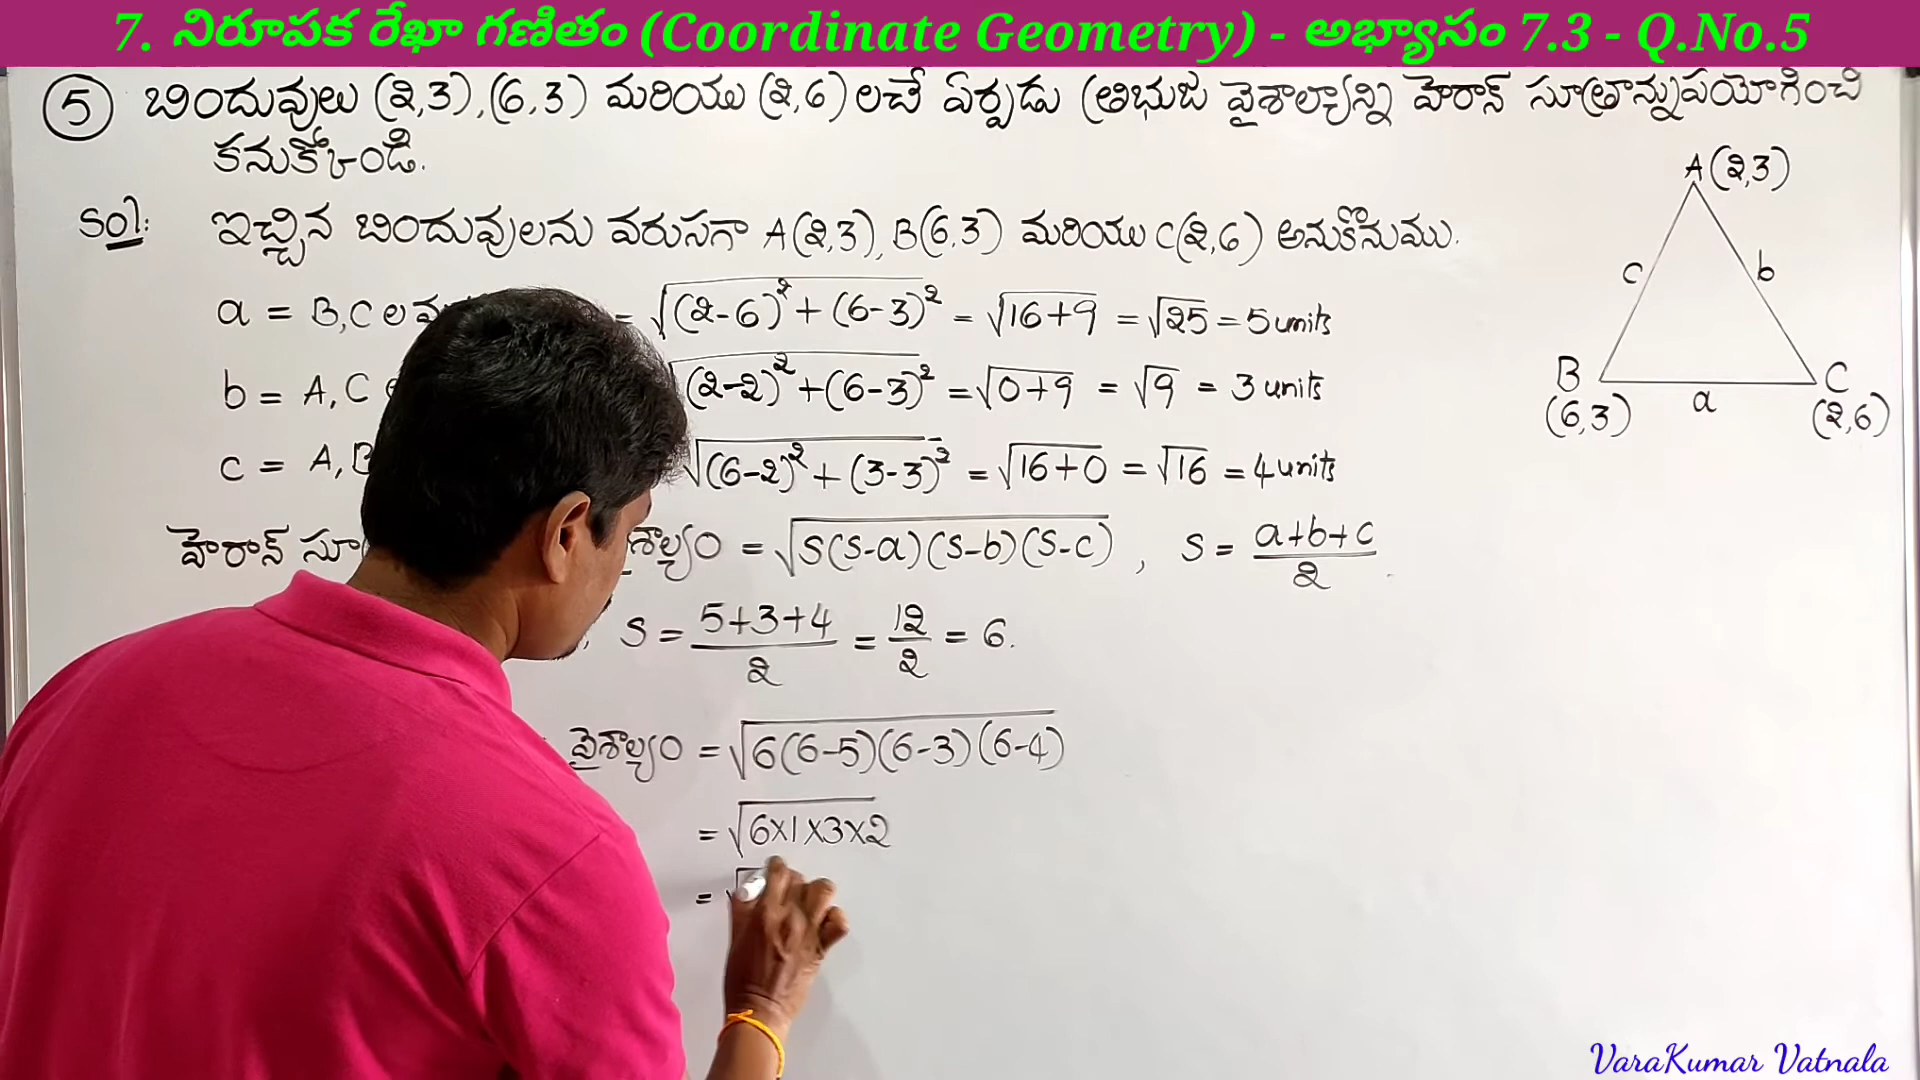 7. నిరూపక రేఖా గణితం (Coordinate Geometry) - అభ్యాసం 7.3 - Q.No.5
5 బిందువులు (2,3), (6,3) మరియు (2,6) లచే ఏర్పడు త్రిభుజ వైశాల్యాన్ని హెరాన్ సూత్రాన్నుపయోగించి
కనుక్కోండి.
Sol: ఇచ్చిన బిందువులను వరుసగా A(2,3), B(6,3) మరియు C(2,6) అనుకొనుము.
A(2,3)
c b
B C
(6,3) a (2,6)
a = B,C ల = √(2-6)² + (6-3)² = √16+9 = √25 = 5 units
b = A, C √(2-2)² + (6-3)² = √0+9 = √9 = 3 units
c = A, B = √(6-2)² + (3-3)² = √16+0 = √16 = 4 units
హెరాన్ = √S(S-a)(S-b)(S-c) , S = a+b+c/2
S = 5+3+4/2 = 12/2 = 6.
వైశాల్యం = √6(6-5)(6-3)(6-4)
= √6×1×3×2
= √
VaraKumar Vatnala